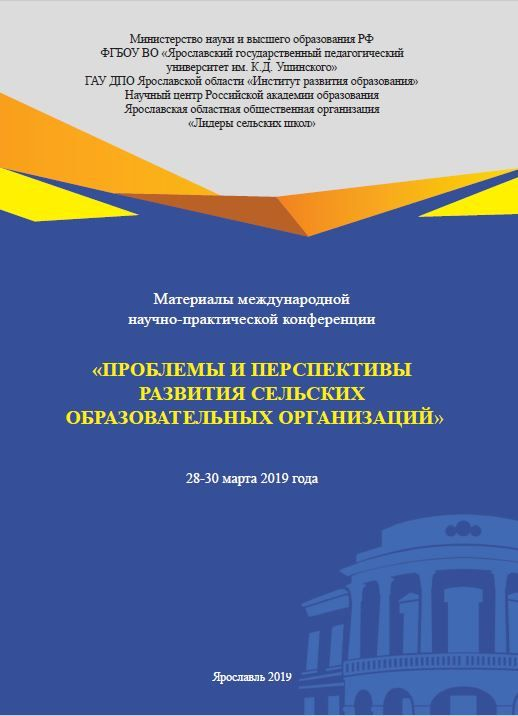 Министерство науки и высшего образования РФ
ФГБОУ ВО «Ярославский государственный педагогический
университет им. К.Д. Ушинского»
ГАУ ДПО Ярославской области «Институт развития образования»
Научный центр Российской академии образования
Ярославская областная общественная организация
«Лидеры сельских школ»
Материалы международной
научно-практической конференции
«ПРОБЛЕМЫ И ПЕРСПЕКТИВЫ
РАЗВИТИЯ СЕЛЬСКИХ
ОБРАЗОВАТЕЛЬНЫХ ОРГАНИЗАЦИЙ»
28-30 марта 2019 года
Ярославль 2019